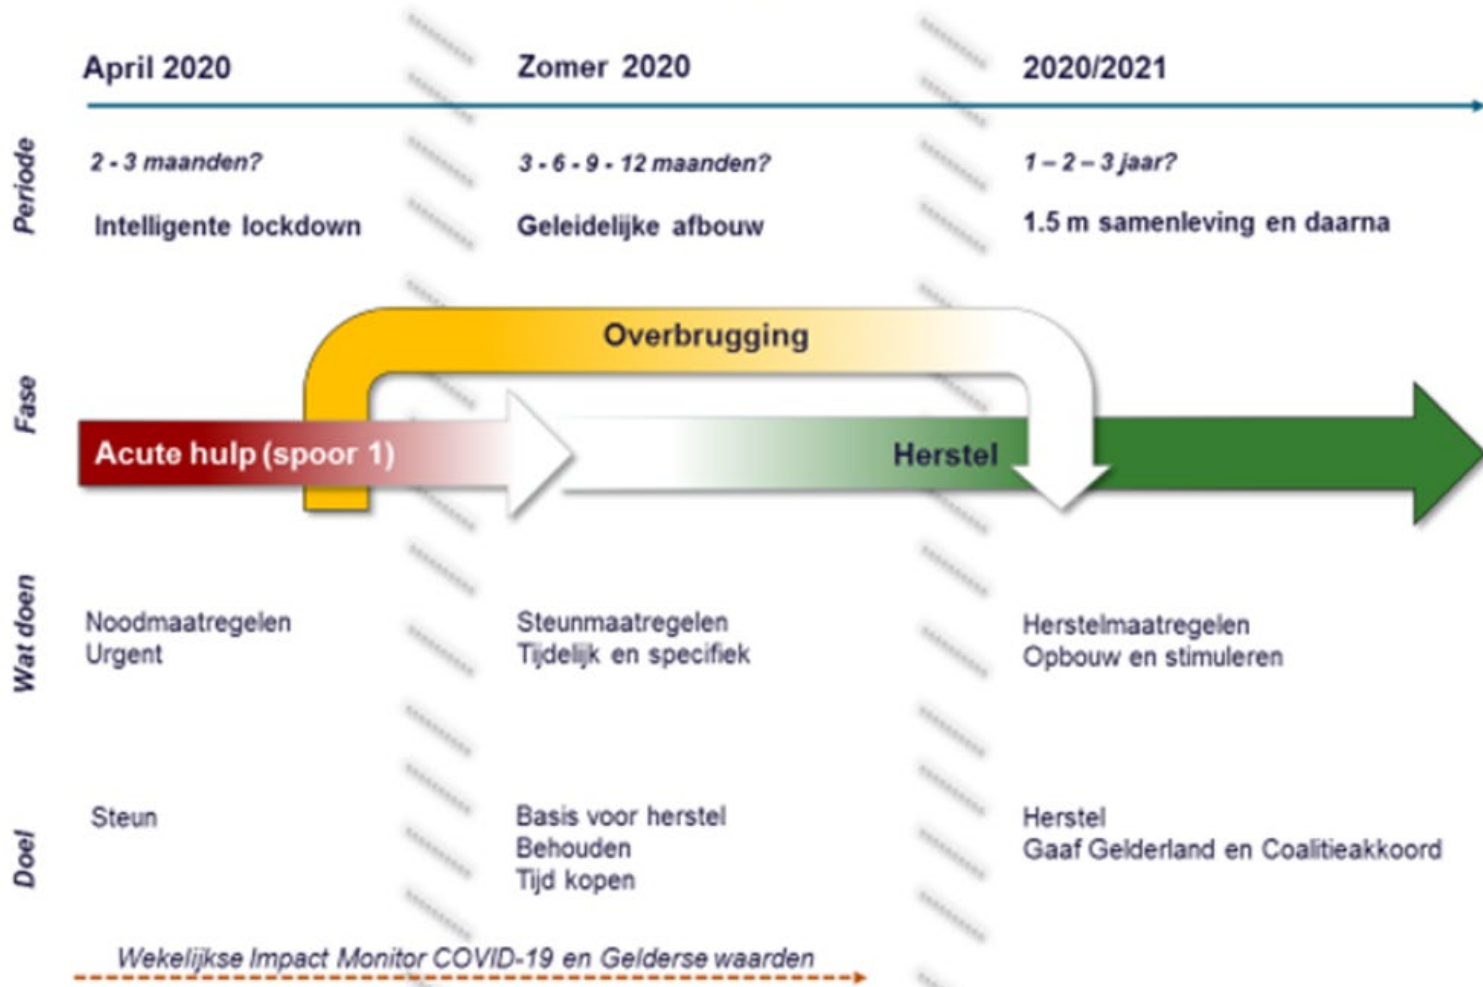 April 2020
Zomer 2020
2020/2021
Periode
2 - 3 maanden?
3 - 6 - 9 - 12 maanden?
1 – 2 – 3 jaar?
Intelligente lockdown
Geleidelijke afbouw
1.5 m samenleving en daarna
Fase
Overbrugging
Acute hulp (spoor 1)
Herstel
Wat doen
Noodmaatregelen
Urgent
Steunmaatregelen
Tijdelijk en specifiek
Herstelmaatregelen
Opbouw en stimuleren
Doel
Steun
Basis voor herstel
Behouden
Tijd kopen
Herstel
Gaaf Gelderland en Coalitieakkoord
Wekelijkse Impact Monitor COVID-19 en Gelderse waarden